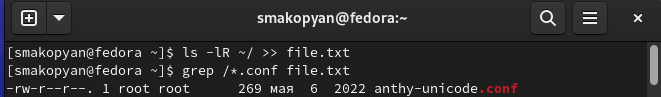 smakopyan@fedora:~
[smakopyan@fedora ~]$ ls -lR ~/ >> file.txt
[smakopyan@fedora ~]$ grep /*.conf file.txt
-rw-r--r--. 1 root root      269 мая  6  2022 anthy-unicode.conf